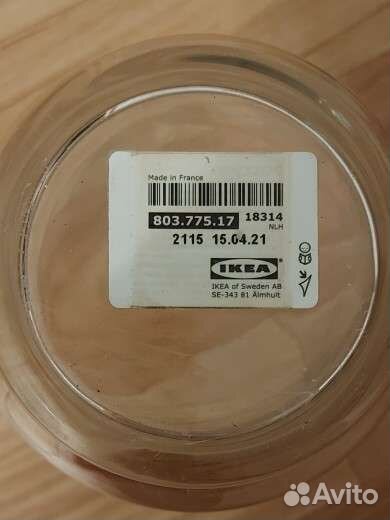 Made in France
803.775.17 18314
NLH
2115 15.04.21
IKEA
IKEA of Sweden AB
SE-343 81 Älmhult
Avito